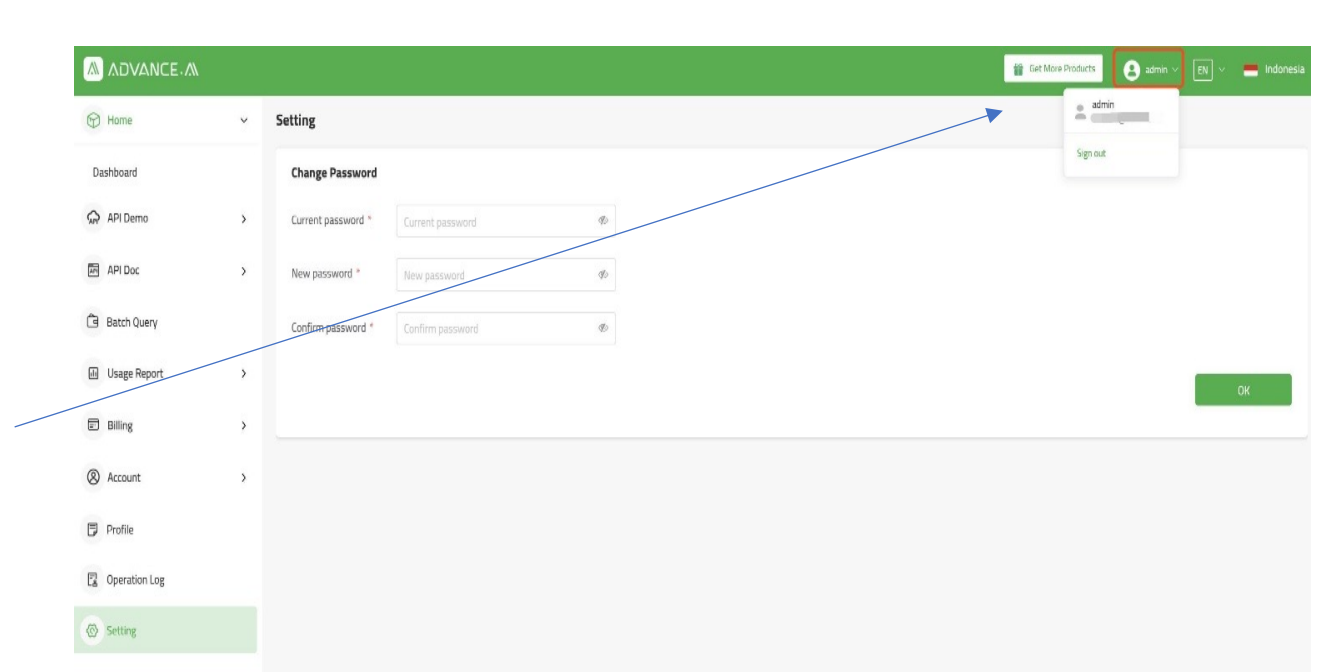 ADVANCE.AI
Get More Products
admin
EN
Indonesia
admin
Sign out
Home
Dashboard
API Demo
API Doc
Batch Query
Usage Report
Billing
Account
Profile
Operation Log
Setting
Setting
Change Password
Current password * Current password
New password * New password
Confirm password * Confirm password
OK